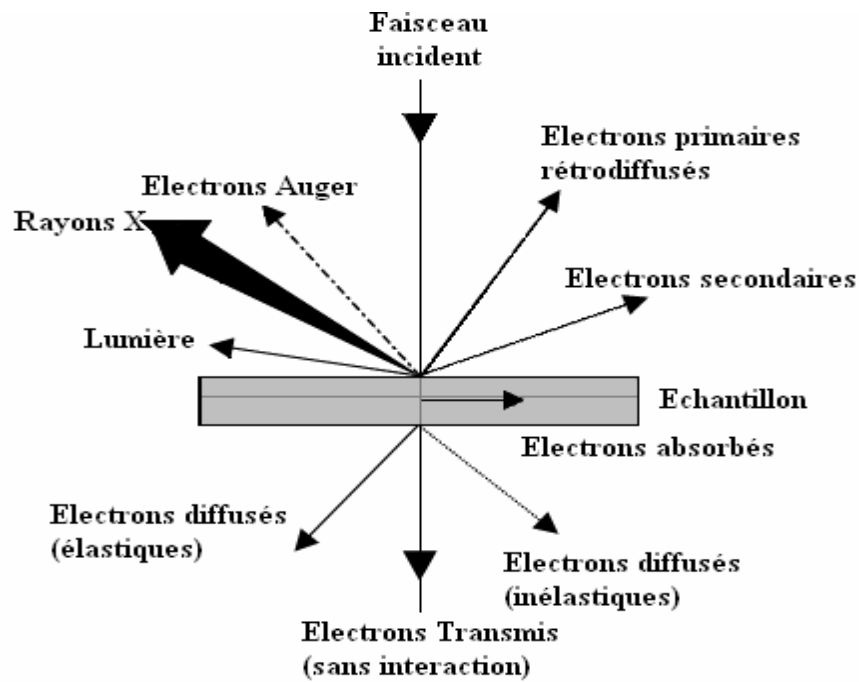 Faisceau
incident
Electrons primaires
rétrodiffusés
Electrons Auger
Rayons X
Electrons secondaires
Lumière
Echantillon
Electrons absorbés
Electrons diffusés
(élastiques)
Electrons diffusés
(inélastiques)
Electrons Transmis
(sans interaction)